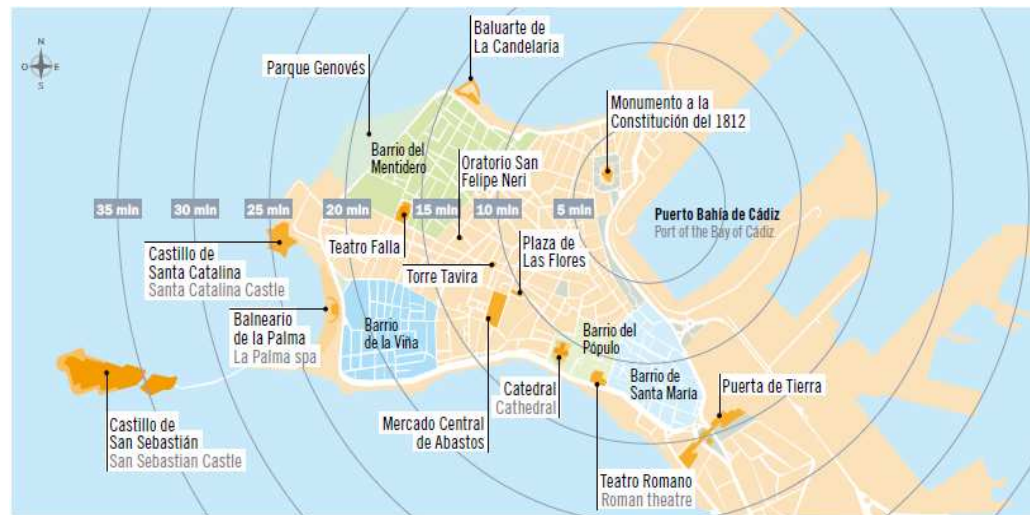 N
O
E
S
Baluarte de
La Candelaria
Parque Genovés
Monumento a la
Constitución del 1812
Barrio del
Mentidero
Oratorio San
Felipe Neri
35 min
30 min
25 min
20 min
15 min
10 min
5 min
Puerto Bahía de Cádiz
Port of the Bay of Cádiz
Teatro Falla
Plaza de
Las Flores
Castillo de
Santa Catalina
Santa Catalina Castle
Torre Tavira
Balneario
de la Palma
La Palma spa
Barrio
de la Viña
Barrio del
Pópulo
Barrio de
Santa María
Catedral
Cathedral
Puerta de Tierra
Mercado Central
de Abastos
Castillo de
San Sebastián
San Sebastian Castle
Teatro Romano
Roman theatre